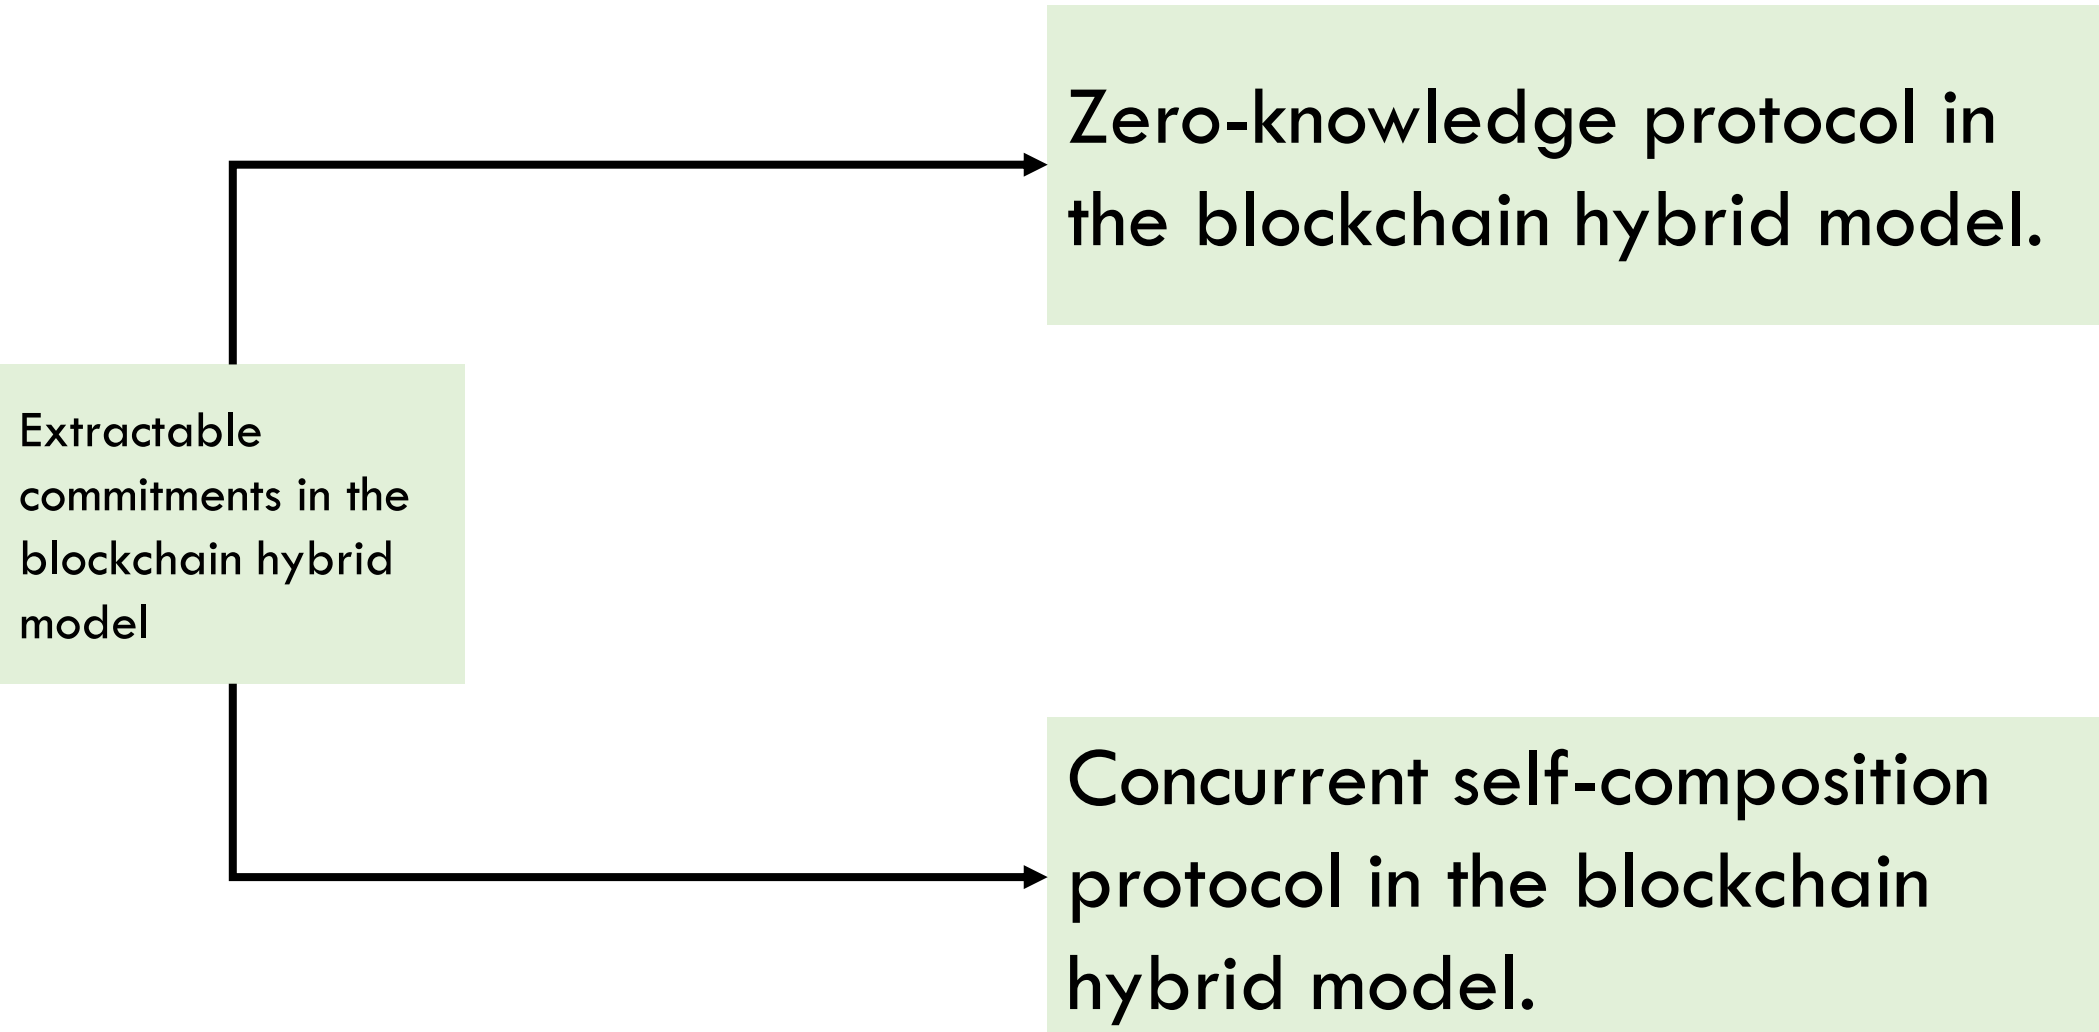 Zero-knowledge protocol in
the blockchain hybrid model.
Extractable
commitments in the
blockchain hybrid
model
Concurrent self-composition
protocol in the blockchain
hybrid model.